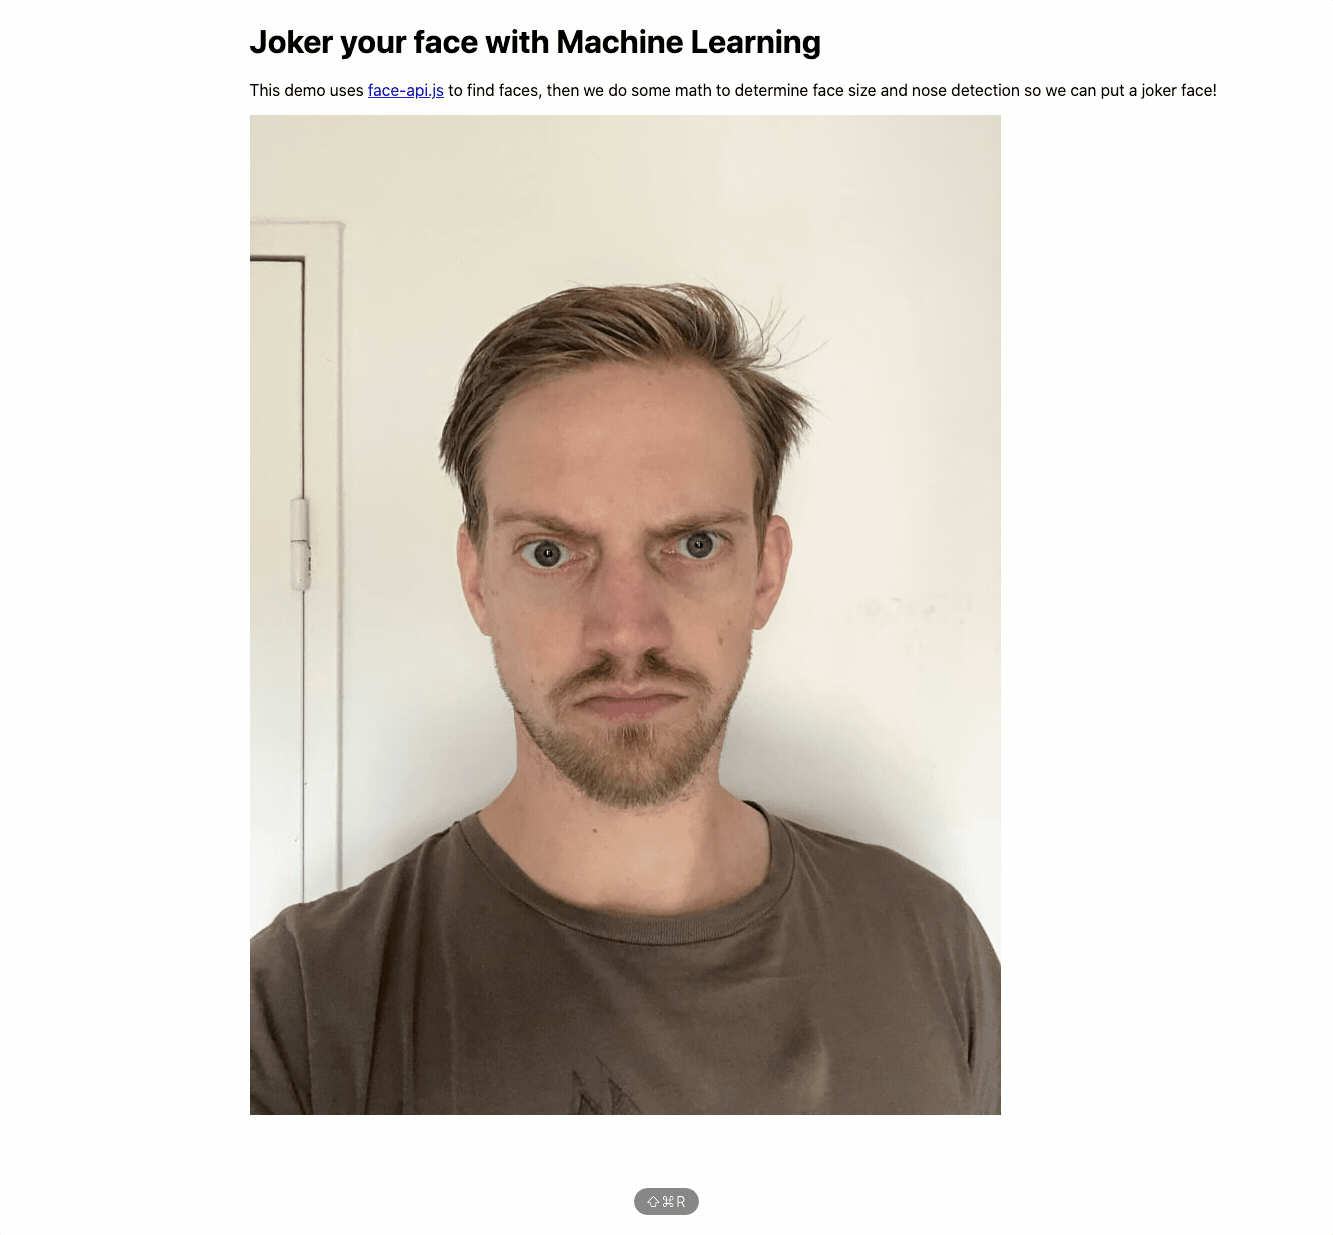 Joker your face with Machine Learning
This demo uses face-api.js to find faces, then we do some math to determine face size and nose detection so we can put a joker face!
⇧⌘R